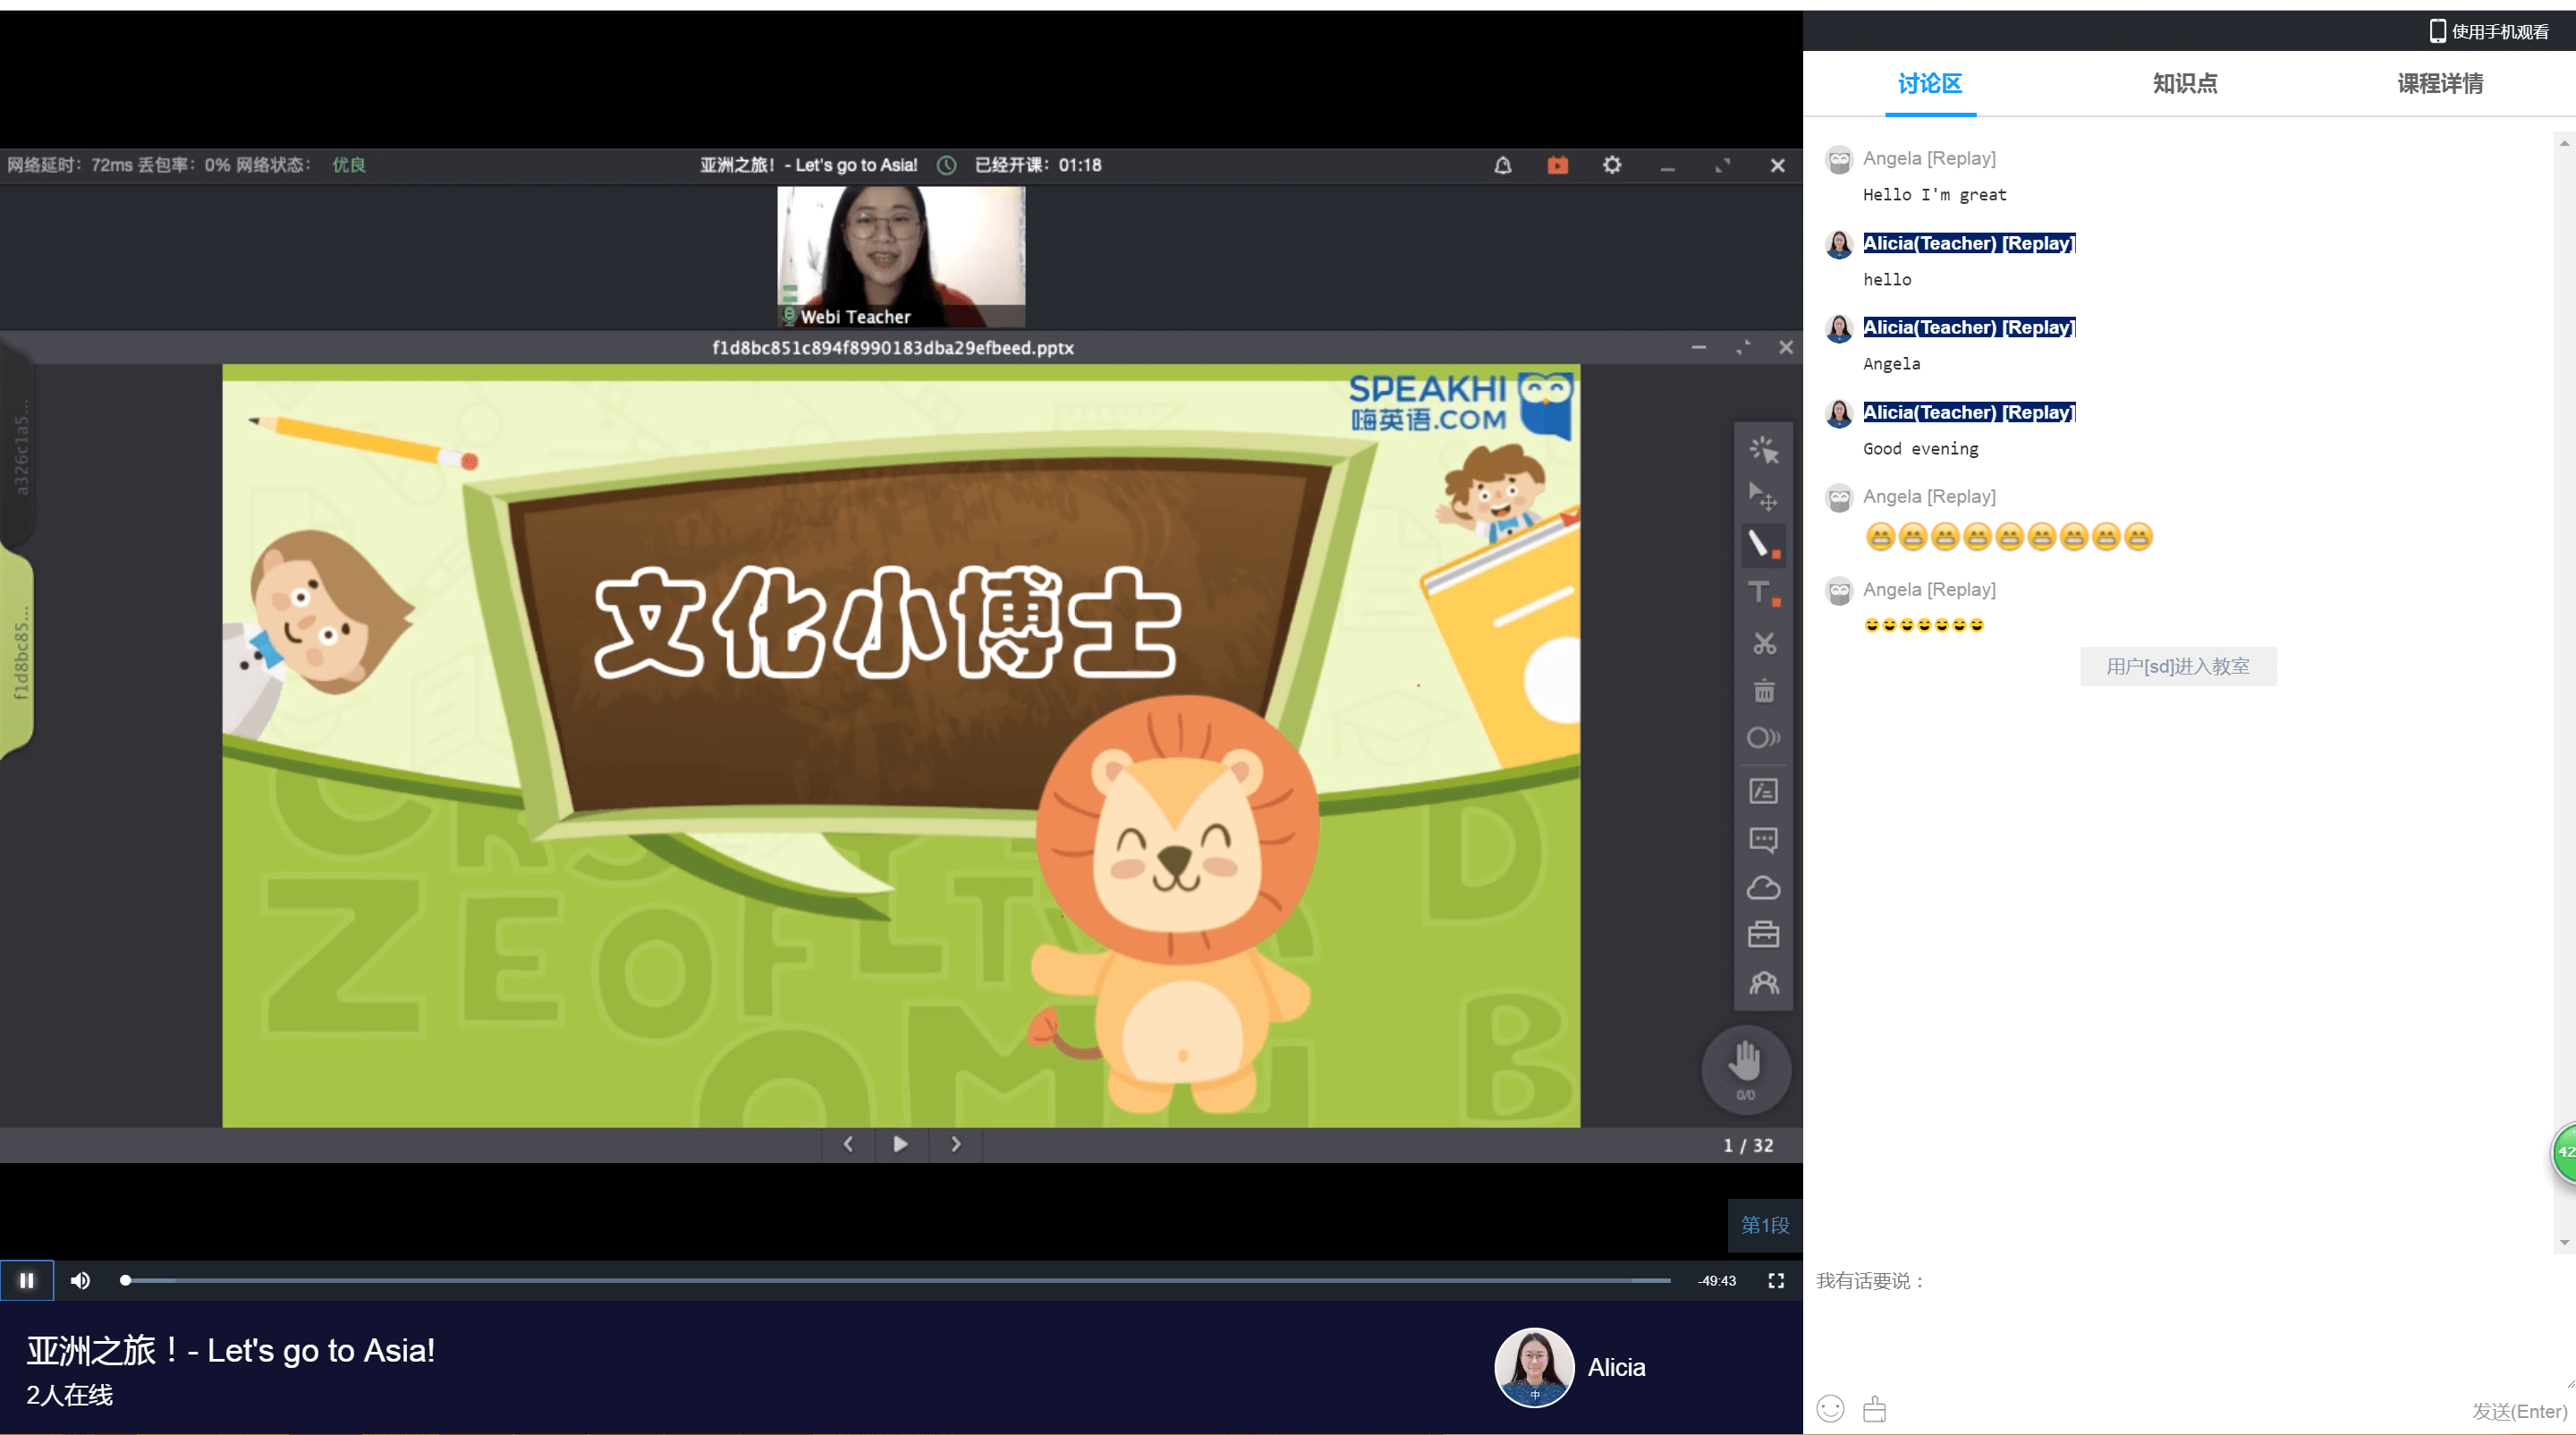 使用手机观看
讨论区 知识点 课程详情
网络延时：72ms 丢包率：0% 网络状态： 优良
亚洲之旅！- Let's go to Asia! 已经开课：01:18
Webi Teacher
f1d8bc851c894f8990183dba29efbeed.pptx
a326c1a5...
f1d8bc85...
SPEAKHI
嗨英语.COM
文化小博士
0/0
1 / 32
第1段
-49:43
亚洲之旅！- Let's go to Asia!
2人在线
中
Alicia
Angela [Replay]
Hello I'm great
Alicia(Teacher) [Replay]
hello
Alicia(Teacher) [Replay]
Angela
Alicia(Teacher) [Replay]
Good evening
Angela [Replay]
😁😁😁😁😁😁😁😁😁
Angela [Replay]
😄😄😄😄😄😄😄
用户[sd]进入教室
42
我有话要说：
发送(Enter)